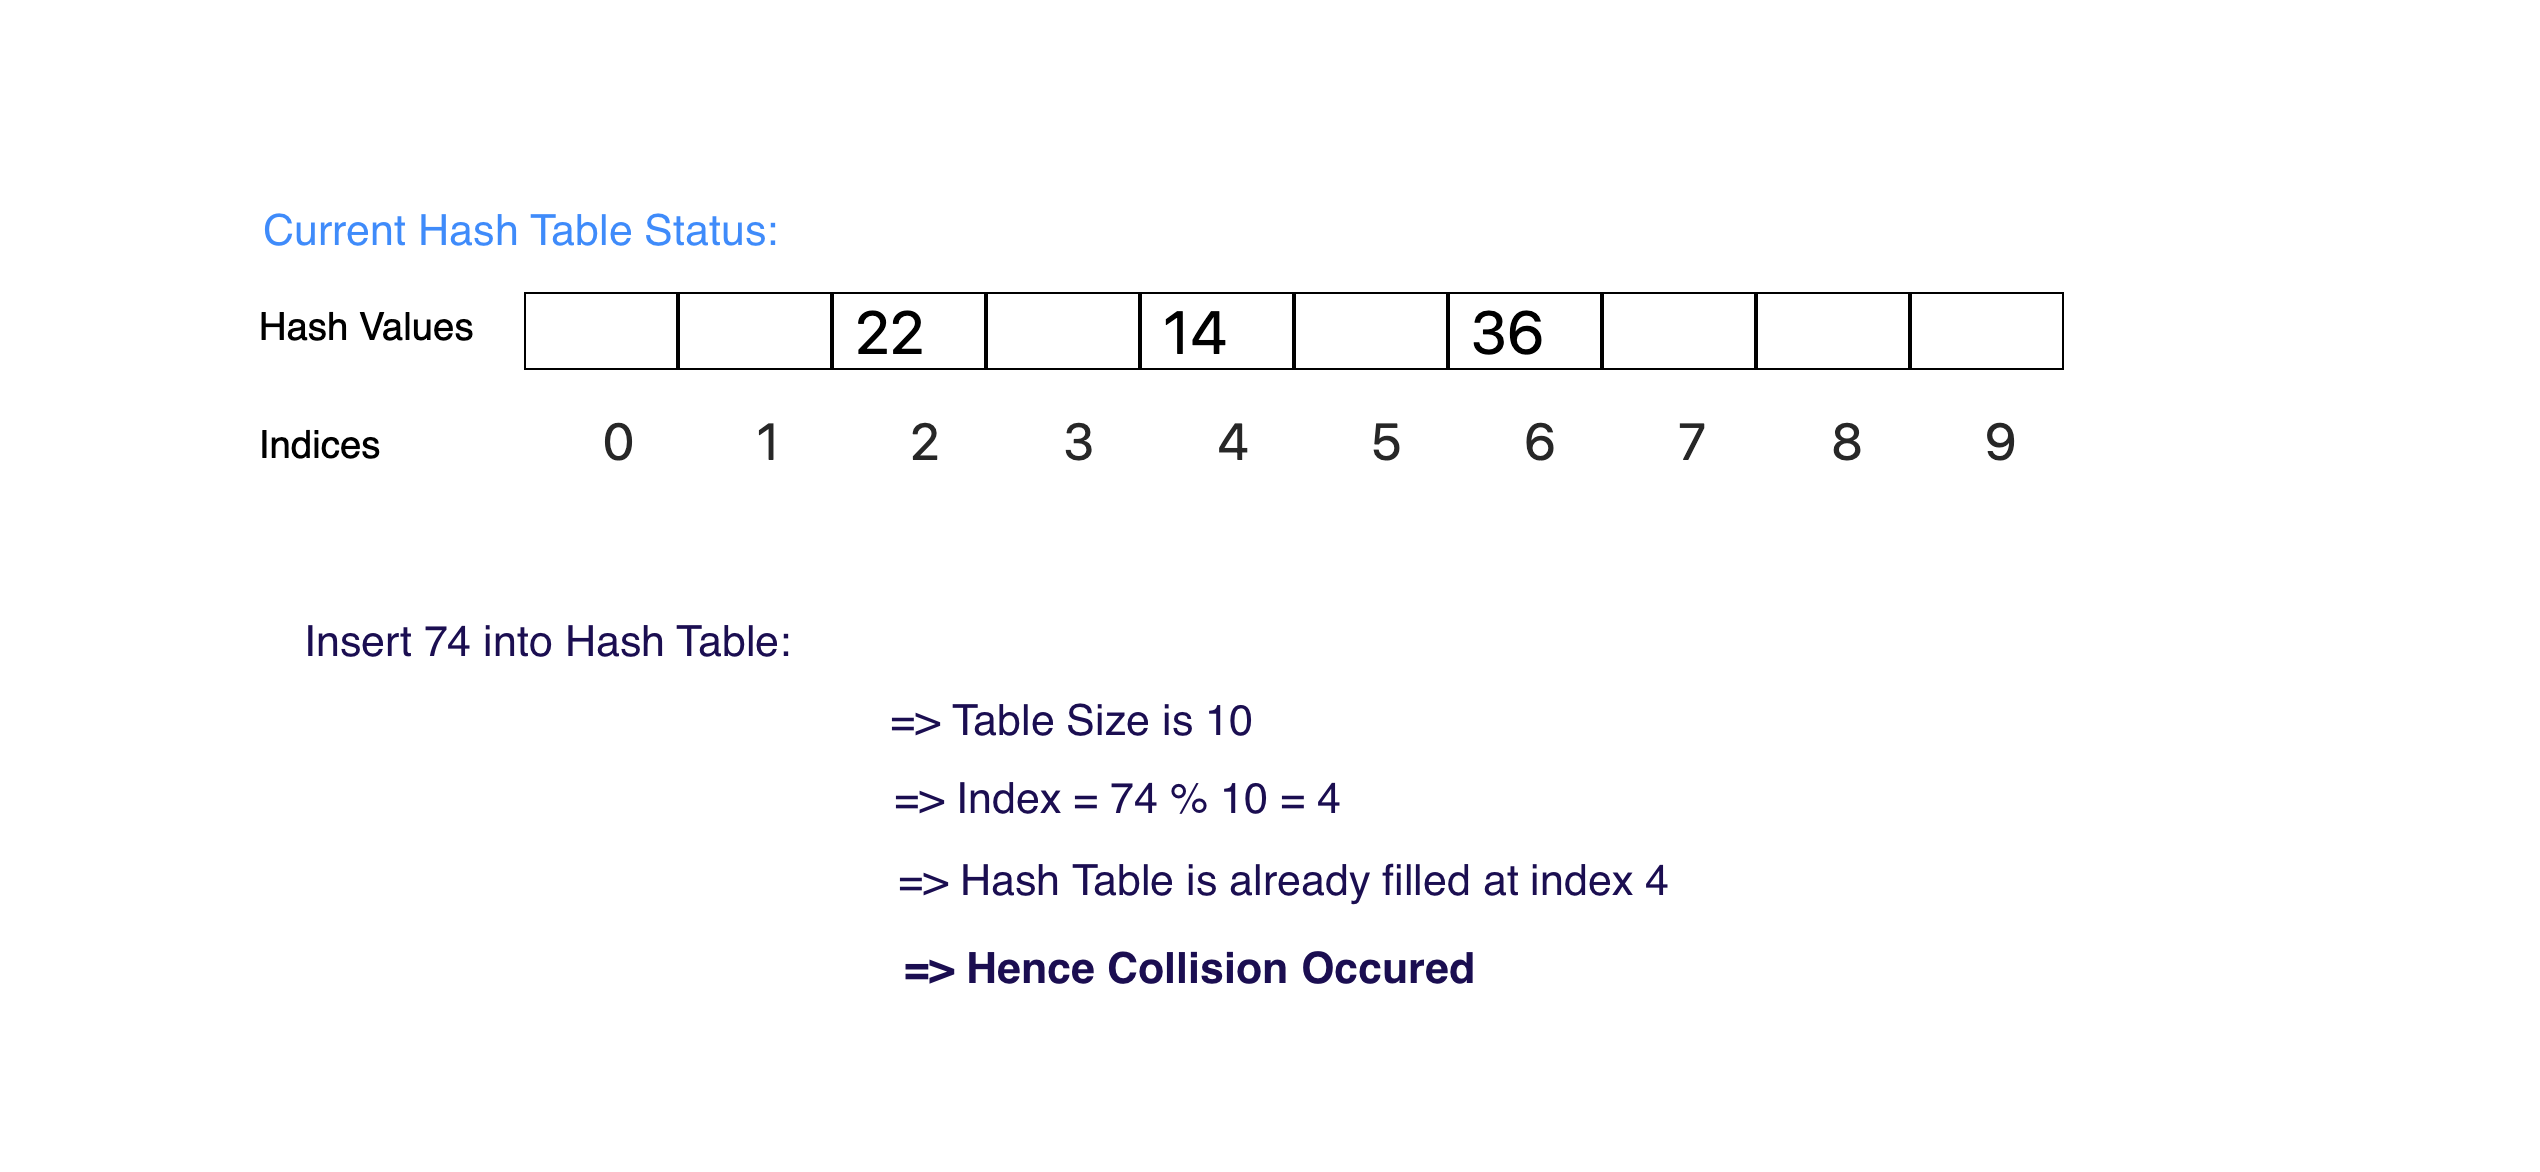 Current Hash Table Status:
Hash Values 22 14 36
Indices 0 1 2 3 4 5 6 7 8 9
Insert 74 into Hash Table:
=> Table Size is 10
=> Index = 74 % 10 = 4
=> Hash Table is already filled at index 4
=> Hence Collision Occured